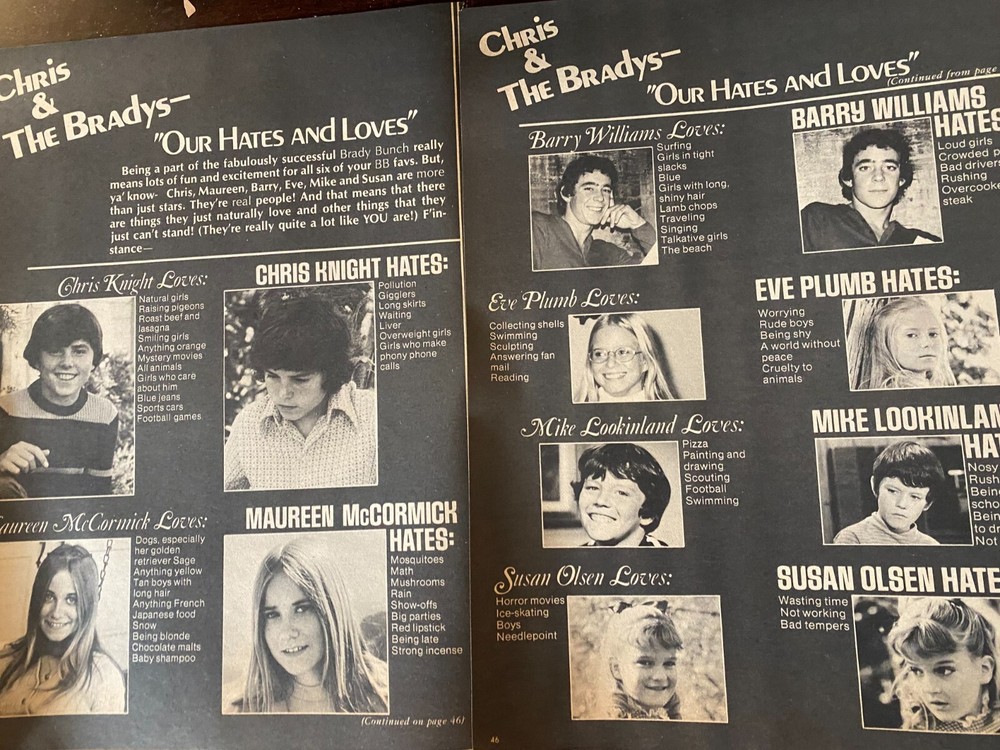 Chris
&
The Bradys—
"Our Hates and Loves"
Being a part of the fabulously successful Brady Bunch really
means lots of fun and excitement for all six of your BB favs. But,
ya' know- Chris, Maureen, Barry, Eve, Mike and Susan are more
than just stars. They're real people! And that means that there
are things they just naturally love and other things that they
just can't stand! (They're really quite a lot like YOU are!) F'in-
stance—
Chris Knight Loves:
Natural girls
Raising pigeons
Roast beef and
lasagna
Smiling girls
Anything orange
Mystery movies
All animals
Girls who care
about him
Blue jeans
Sports cars
Football games
CHRIS KNIGHT HATES:
Pollution
Gigglers
Long skirts
Waiting
Liver
Overweight girls
Girls who make
phony phone
calls
aureen McCormick Loves:
Dogs, especially
her golden
retriever Sage
Anything yellow
Tan boys with
long hair
Anything French
Japanese food
Snow
Being blonde
Chocolate malts
Baby shampoo
MAUREEN McCORMICK
HATES:
Mosquitoes
Math
Mushrooms
Rain
Show-offs
Big parties
Red lipstick
Being late
Strong incense
(Continued on page 46)
Chris
&
The Bradys—
"Our Hates and Loves"
(Continued from page
Barry Williams Loves:
Surfing
Girls in tight
slacks
Blue
Girls with long,
shiny hair
Lamb chops
Traveling
Singing
Talkative girls
The beach
BARRY WILLIAMS
HATES
Loud girls
Crowded p
Bad drivers
Rushing
Overcooke
steak
Eve Plumb Loves:
Collecting shells
Swimming
Sculpting
Answering fan
mail
Reading
EVE PLUMB HATES:
Worrying
Rude boys
Being shy
A world without
peace
Cruelty to
animals
Mike Lookinland Loves:
Pizza
Painting and
drawing
Scouting
Football
Swimming
MIKE LOOKINLAN
HA
Nosy
Rush
Bein
scho
Bein
to dr
Not
Susan Olsen Loves:
Horror movies
Ice-skating
Boys
Needlepoint
SUSAN OLSEN HATE
Wasting time
Not working
Bad tempers
46